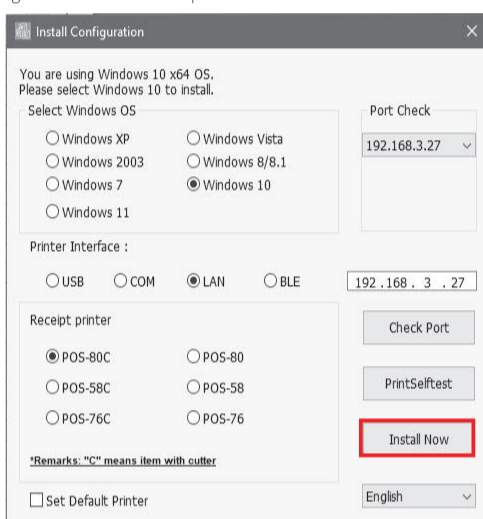 Install Configuration
You are using Windows 10 x64 OS.
Please select Windows 10 to install.
Select Windows OS
Port Check
Windows XP
Windows Vista
192.168.3.27
Windows 2003
Windows 8/8.1
Windows 7
Windows 10
Windows 11
Printer Interface :
USB
COM
LAN
BLE
192 . 168 . 3 . 27
Receipt printer
Check Port
POS-80C
POS-80
POS-58C
POS-58
PrintSelftest
POS-76C
POS-76
Install Now
*Remarks: "C" means item with cutter
Set Default Printer
English